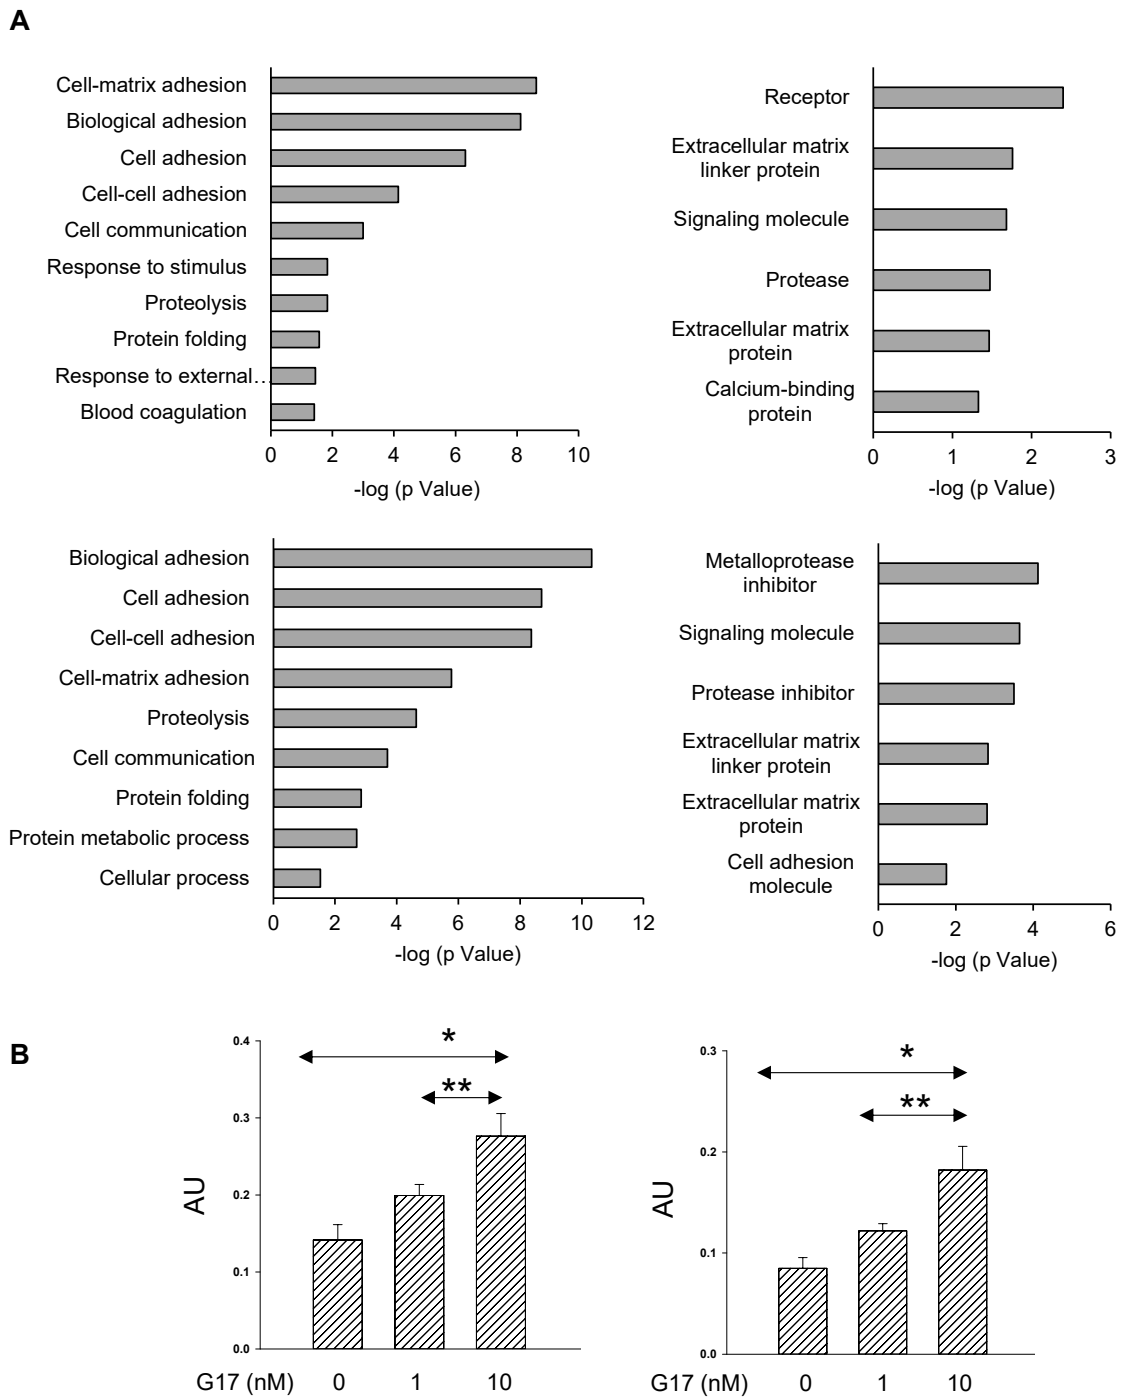 A
Cell-matrix adhesion
Biological adhesion
Cell adhesion
Cell-cell adhesion
Cell communication
Response to stimulus
Proteolysis
Protein folding
Response to external…
Blood coagulation
0 2 4 6 8 10
-log (p Value)
Receptor
Extracellular matrix
linker protein
Signaling molecule
Protease
Extracellular matrix
protein
Calcium-binding
protein
0 1 2 3
-log (p Value)
Biological adhesion
Cell adhesion
Cell-cell adhesion
Cell-matrix adhesion
Proteolysis
Cell communication
Protein folding
Protein metabolic process
Cellular process
0 2 4 6 8 10 12
-log (p Value)
Metalloprotease
inhibitor
Signaling molecule
Protease inhibitor
Extracellular matrix
linker protein
Extracellular matrix
protein
Cell adhesion
molecule
0 2 4 6
-log (p Value)
B
0.4
0.3
0.2
0.1
0.0
AU
*
**
G17 (nM) 0 1 10
0.3
0.2
0.1
0.0
AU
*
**
G17 (nM) 0 1 10